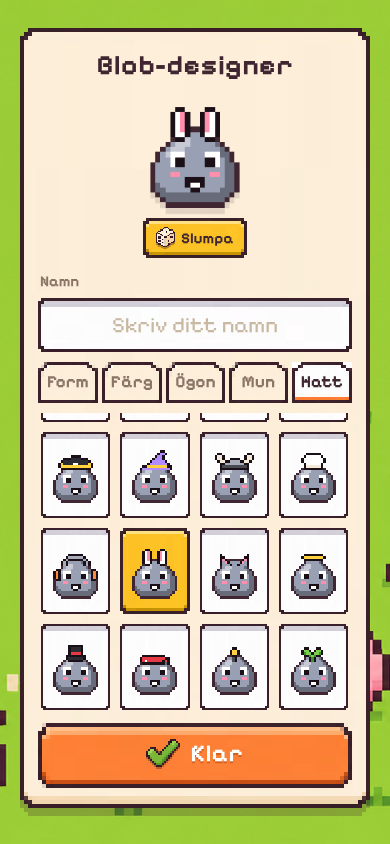 Blob-designer
Slumpa
Namn
Skriv ditt namn
Form
Färg
Ögon
Mun
Hatt
Klar